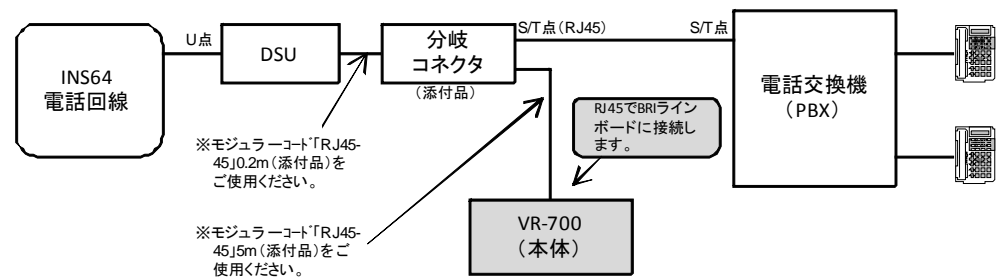 INS64
電話回線
U点
DSU
分岐
コネクタ
(添付品)
S/T点(RJ45)
S/T点
電話交換機
(PBX)
RJ45でBRIライン
ボードに接続し
ます。
※モジュラーコード「RJ45-
45」0.2m(添付品)を
ご使用ください。
※モジュラーコード「RJ45-
45」5m(添付品)をご
使用ください。
VR-700
(本体)